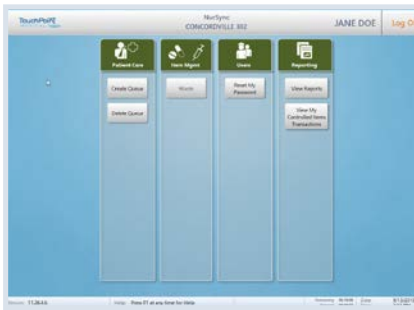 TouchPoint
NurSync
CONCORDVILLE 302
JANE DOE
Log O
Patient Care
Item Mgmt
Users
Reporting
Create Queue
Waste
Reset My
Password
View Reports
Delete Queue
View My
Controlled Items
Transactions
Help: Press F1 at any time for Help